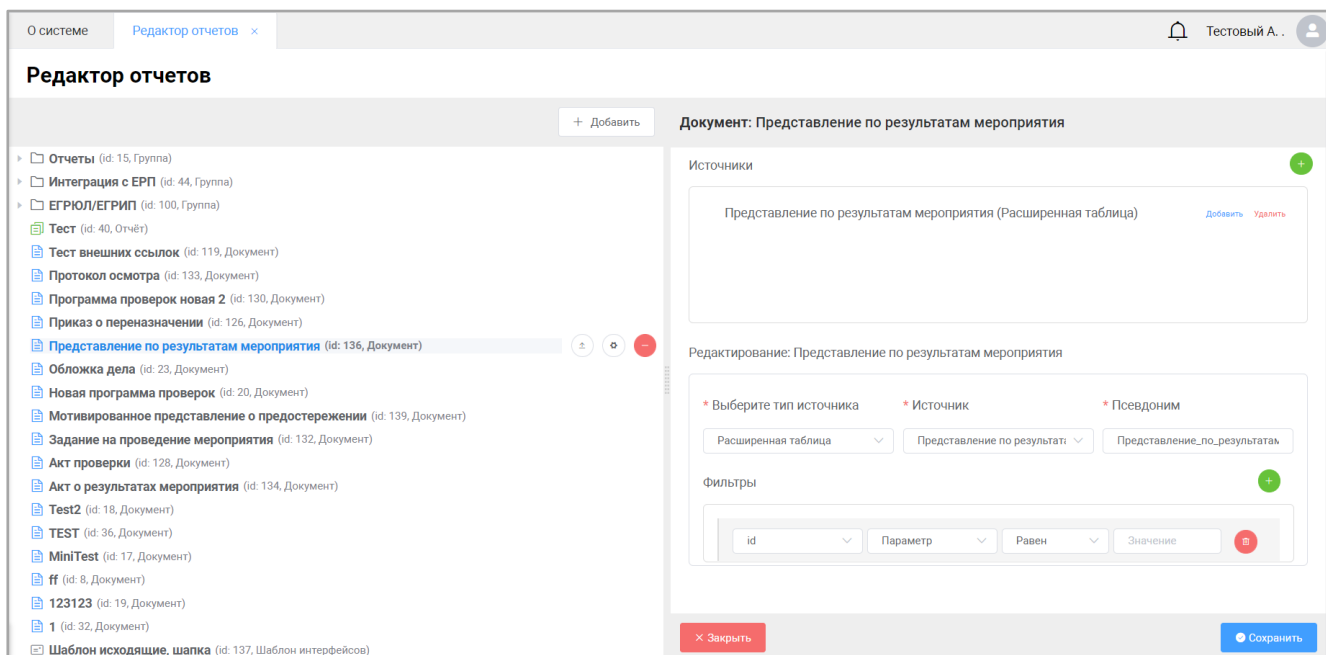 О системе
Редактор отчетов ×
Тестовый А. .
Редактор отчетов
+ Добавить
Документ: Представление по результатам мероприятия
Отчеты (id: 15, Группа)
Интеграция с ЕРП (id: 44, Группа)
ЕГРЮЛ/ЕГРИП (id: 100, Группа)
Тест (id: 40, Отчёт)
Тест внешних ссылок (id: 119, Документ)
Протокол осмотра (id: 133, Документ)
Программа проверок новая 2 (id: 130, Документ)
Приказ о переназначении (id: 126, Документ)
Представление по результатам мероприятия (id: 136, Документ)
Обложка дела (id: 23, Документ)
Новая программа проверок (id: 20, Документ)
Мотивированное представление о предостережении (id: 139, Документ)
Задание на проведение мероприятия (id: 132, Документ)
Акт проверки (id: 128, Документ)
Акт о результатах мероприятия (id: 134, Документ)
Test2 (id: 18, Документ)
TEST (id: 36, Документ)
MiniTest (id: 17, Документ)
ff (id: 8, Документ)
123123 (id: 19, Документ)
1 (id: 32, Документ)
Шаблон исходящие, шапка (id: 137, Шаблон интерфейсов)
Источники
Представление по результатам мероприятия (Расширенная таблица) Добавить Удалить
Редактирование: Представление по результатам мероприятия
* Выберите тип источника * Источник * Псевдоним
Расширенная таблица Представление по результата Представление_по_результатам
Фильтры
id Параметр Равен Значение
× Закрыть Сохранить